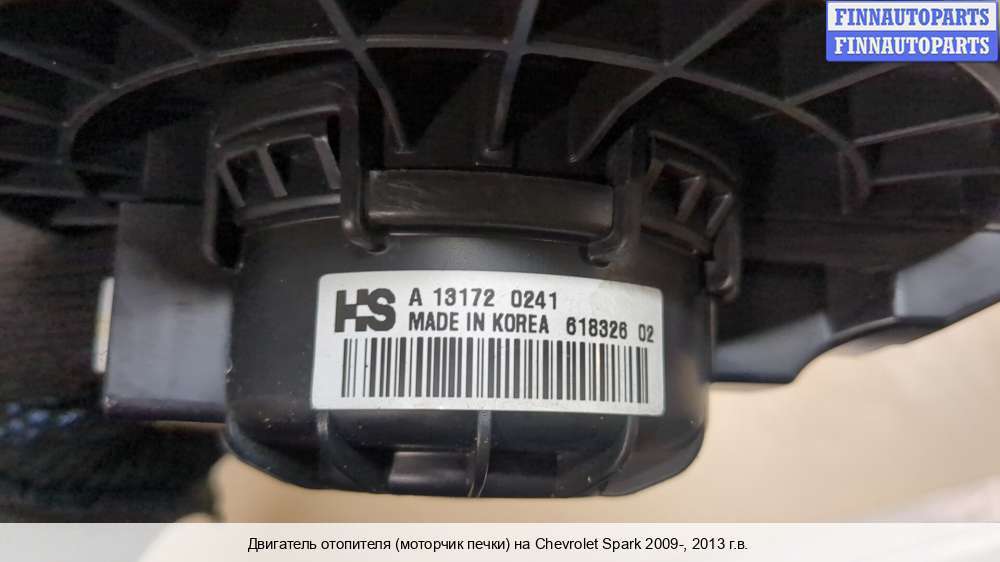 FINNAUTOPARTS
FINNAUTOPARTS
HS A 13172 0241
MADE IN KOREA 618326 02
Двигатель отопителя (моторчик печки) на Chevrolet Spark 2009-, 2013 г.в.